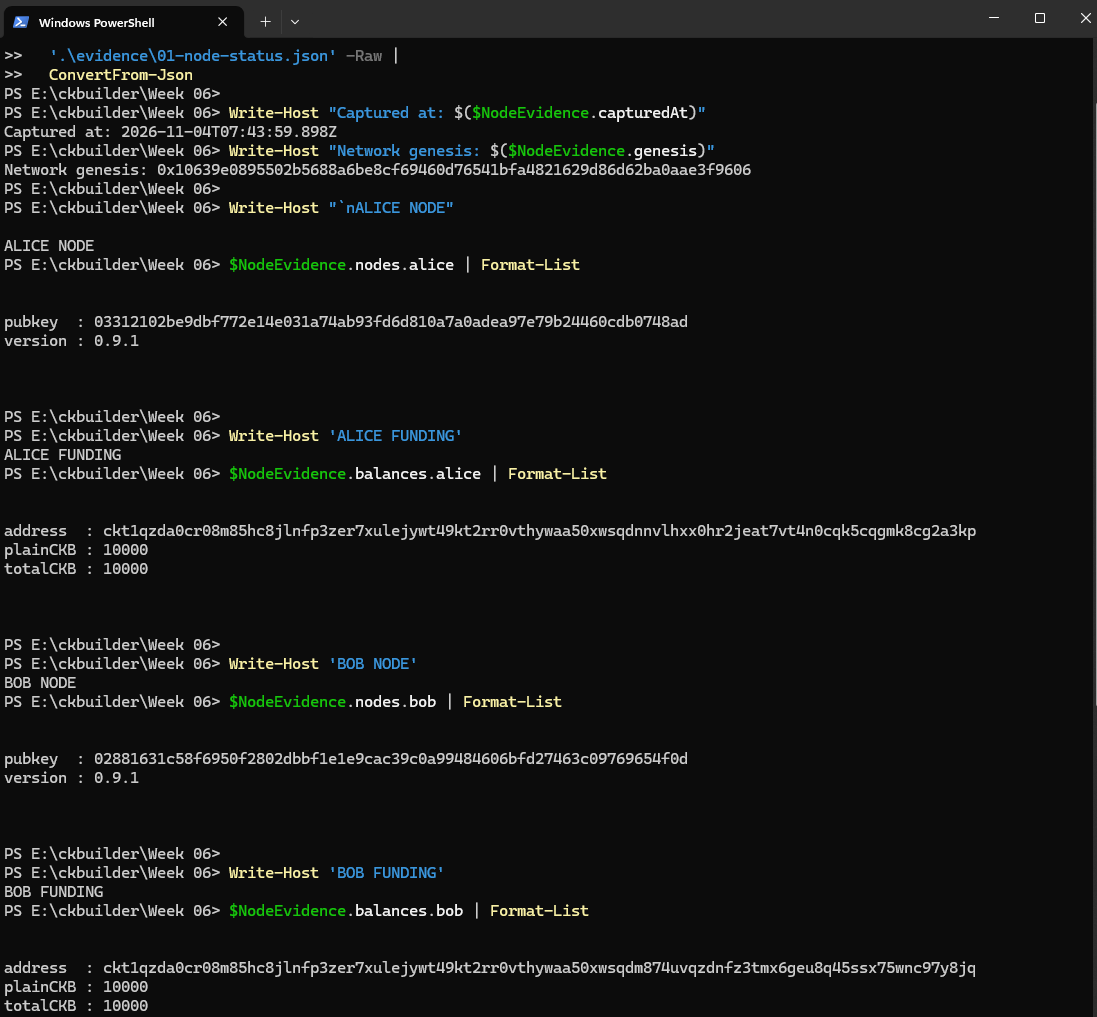 Windows PowerShell
>>   '.\evidence\01-node-status.json' -Raw |
>>   ConvertFrom-Json
PS E:\ckbuilder\Week 06>
PS E:\ckbuilder\Week 06> Write-Host "Captured at: $($NodeEvidence.capturedAt)"
Captured at: 2026-11-04T07:43:59.898Z
PS E:\ckbuilder\Week 06> Write-Host "Network genesis: $($NodeEvidence.genesis)"
Network genesis: 0x10639e0895502b5688a6be8cf69460d76541bfa4821629d86d62ba0aae3f9606
PS E:\ckbuilder\Week 06>
PS E:\ckbuilder\Week 06> Write-Host "`nALICE NODE"
ALICE NODE
PS E:\ckbuilder\Week 06> $NodeEvidence.nodes.alice | Format-List
pubkey  : 03312102be9dbf772e14e031a74ab93fd6d810a7a0adea97e79b24460cdb0748ad
version : 0.9.1
PS E:\ckbuilder\Week 06>
PS E:\ckbuilder\Week 06> Write-Host 'ALICE FUNDING'
ALICE FUNDING
PS E:\ckbuilder\Week 06> $NodeEvidence.balances.alice | Format-List
address  : ckt1qzda0cr08m85hc8jlnfp3zer7xulejywt49kt2rr0vthywaa50xwsqdnnvlhxx0hr2jeat7vt4n0cqk5cqgmk8cg2a3kp
plainCKB : 10000
totalCKB : 10000
PS E:\ckbuilder\Week 06>
PS E:\ckbuilder\Week 06> Write-Host 'BOB NODE'
BOB NODE
PS E:\ckbuilder\Week 06> $NodeEvidence.nodes.bob | Format-List
pubkey  : 02881631c58f6950f2802dbbf1e1e9cac39c0a99484606bfd27463c09769654f0d
version : 0.9.1
PS E:\ckbuilder\Week 06>
PS E:\ckbuilder\Week 06> Write-Host 'BOB FUNDING'
BOB FUNDING
PS E:\ckbuilder\Week 06> $NodeEvidence.balances.bob | Format-List
address  : ckt1qzda0cr08m85hc8jlnfp3zer7xulejywt49kt2rr0vthywaa50xwsqdm874uvqzdnfz3tmx6geu8q45ssx75wnc97y8jq
plainCKB : 10000
totalCKB : 10000